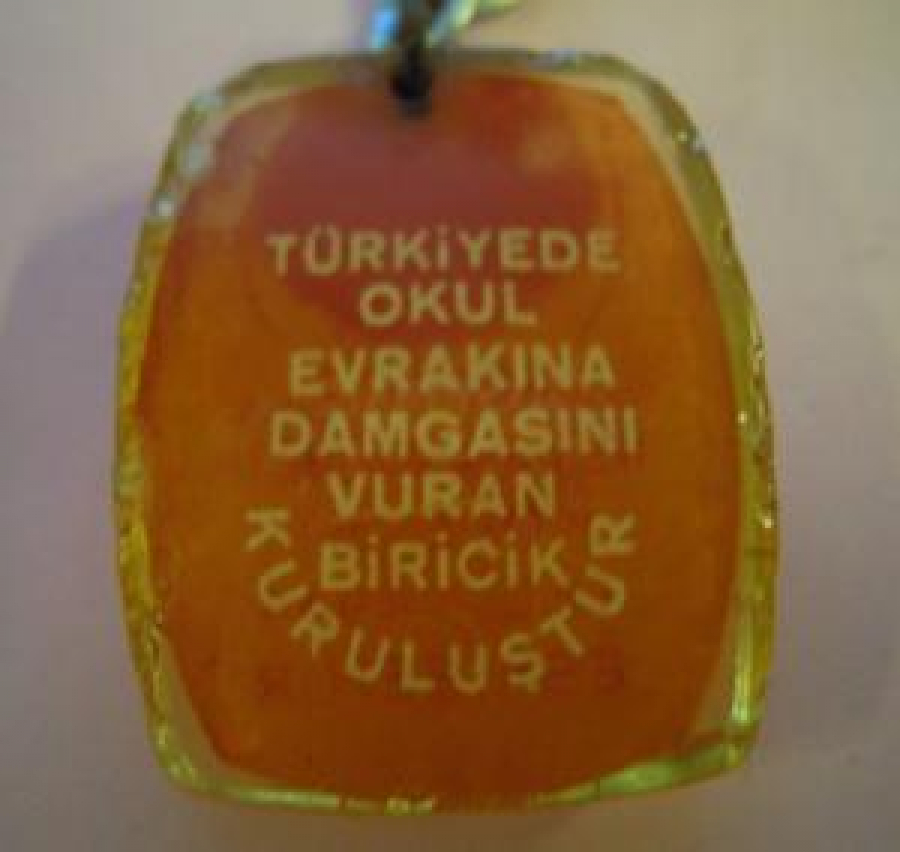 TÜRKİYEDE
OKUL
EVRAKINA
DAMGASINI
VURAN
BİRİCİK
KURULUŞTUR